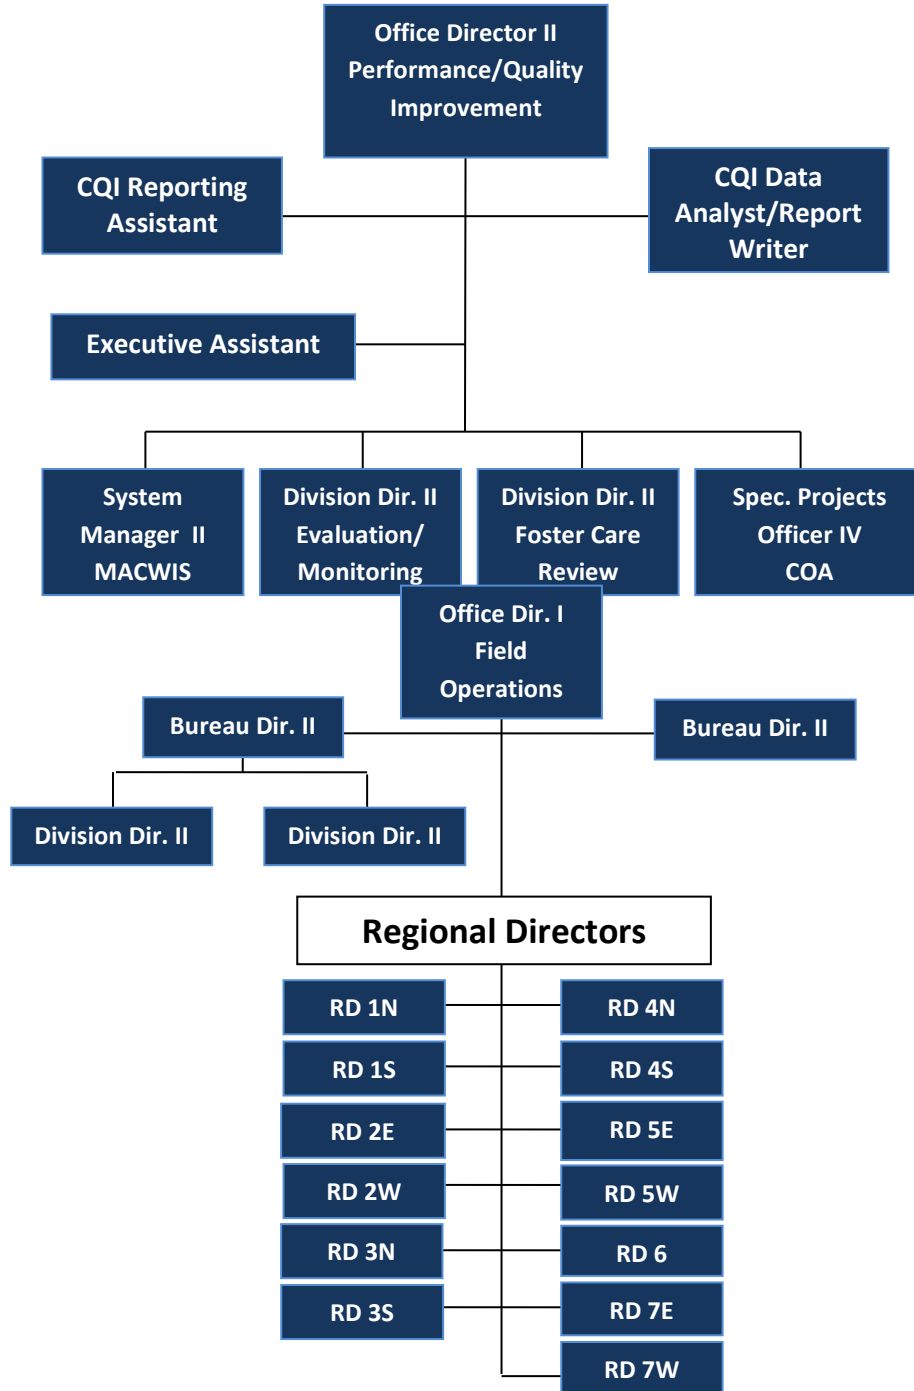 Office Director II
Performance/Quality
Improvement
CQI Reporting
Assistant
CQI Data
Analyst/Report
Writer
Executive Assistant
System
Manager II
MACWIS
Division Dir. II
Evaluation/
Monitoring
Division Dir. II
Foster Care
Review
Spec. Projects
Officer IV
COA
Office Dir. I
Field
Operations
Bureau Dir. II
Bureau Dir. II
Division Dir. II
Division Dir. II
Regional Directors
RD 1N
RD 4N
RD 1S
RD 4S
RD 2E
RD 5E
RD 2W
RD 5W
RD 3N
RD 6
RD 3S
RD 7E
RD 7W